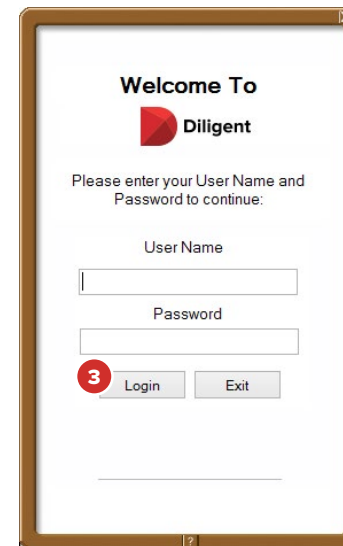 Welcome To
Diligent
Please enter your User Name and
Password to continue:
User Name
Password
3
Login Exit
?